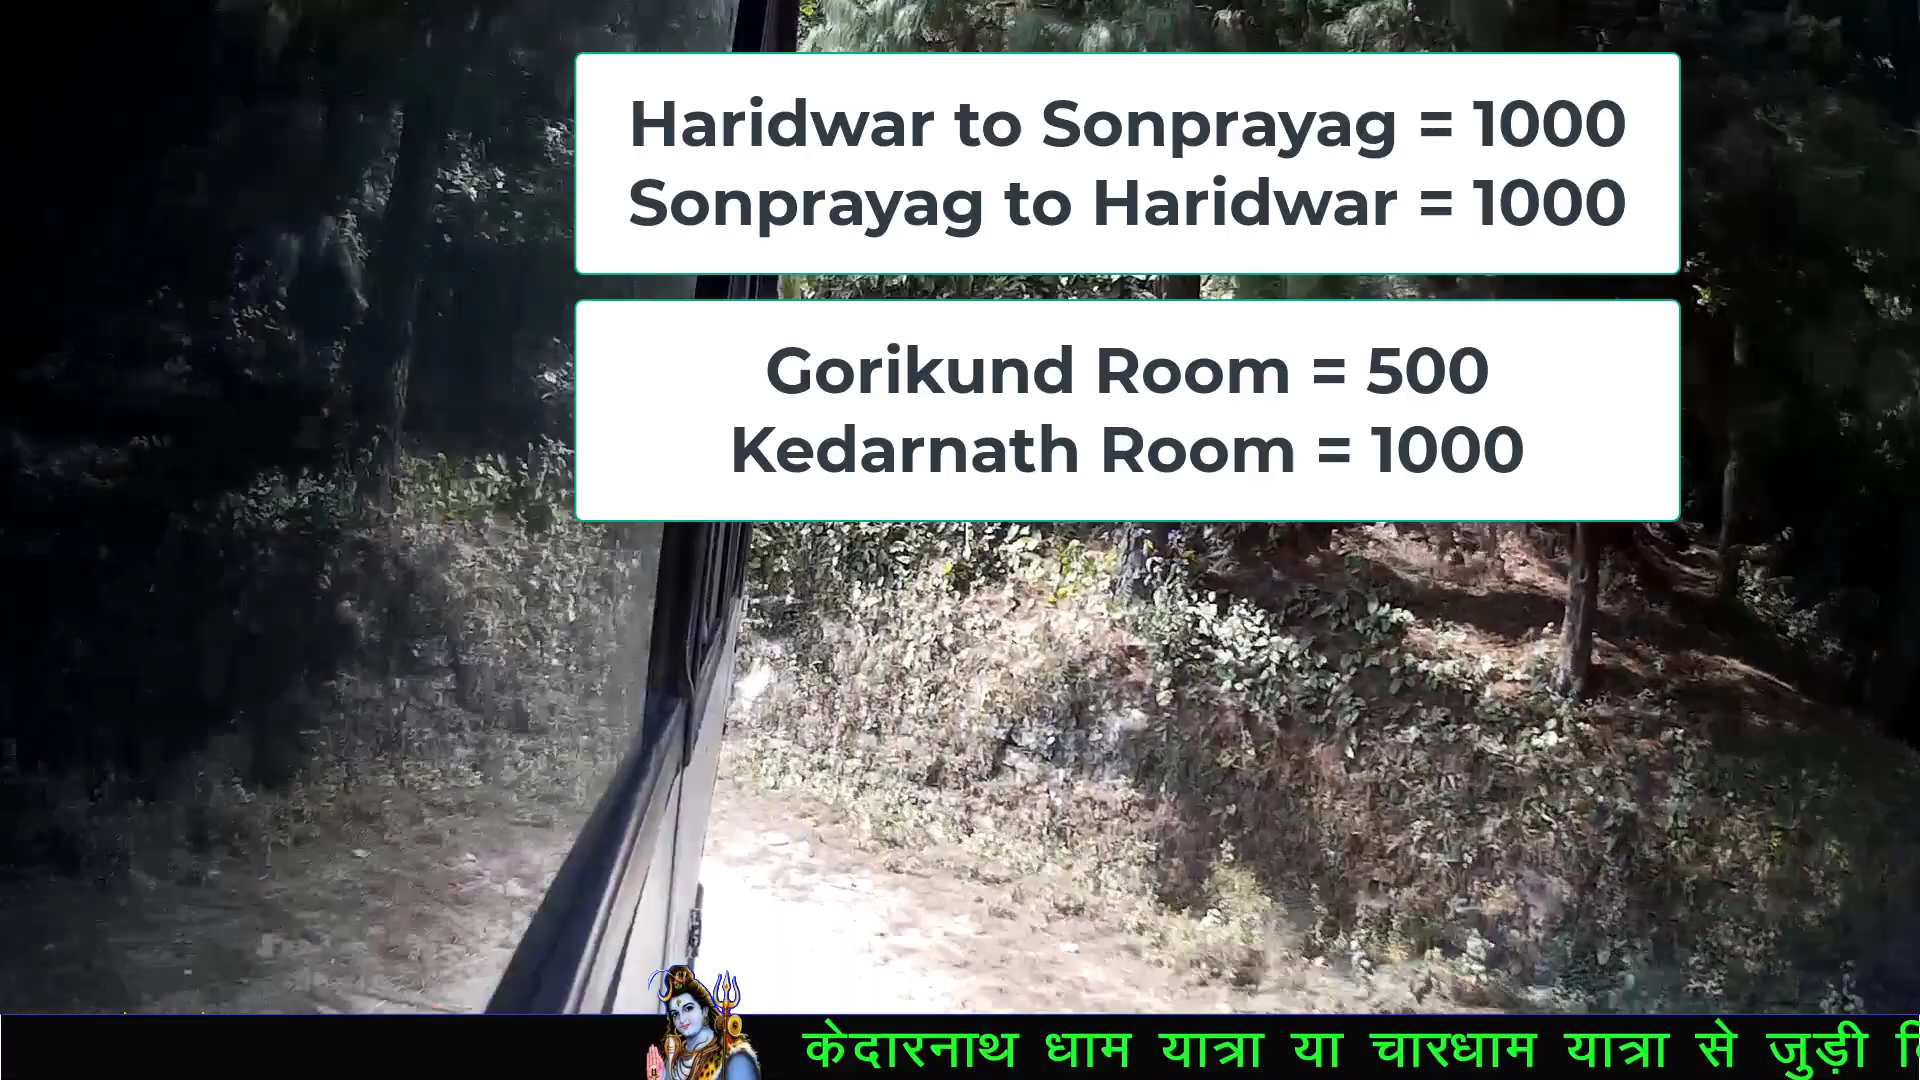 Haridwar to Sonprayag = 1000
Sonprayag to Haridwar = 1000
Gorikund Room = 500
Kedarnath Room = 1000
केदारनाथ धाम यात्रा या चारधाम यात्रा से जुड़ी